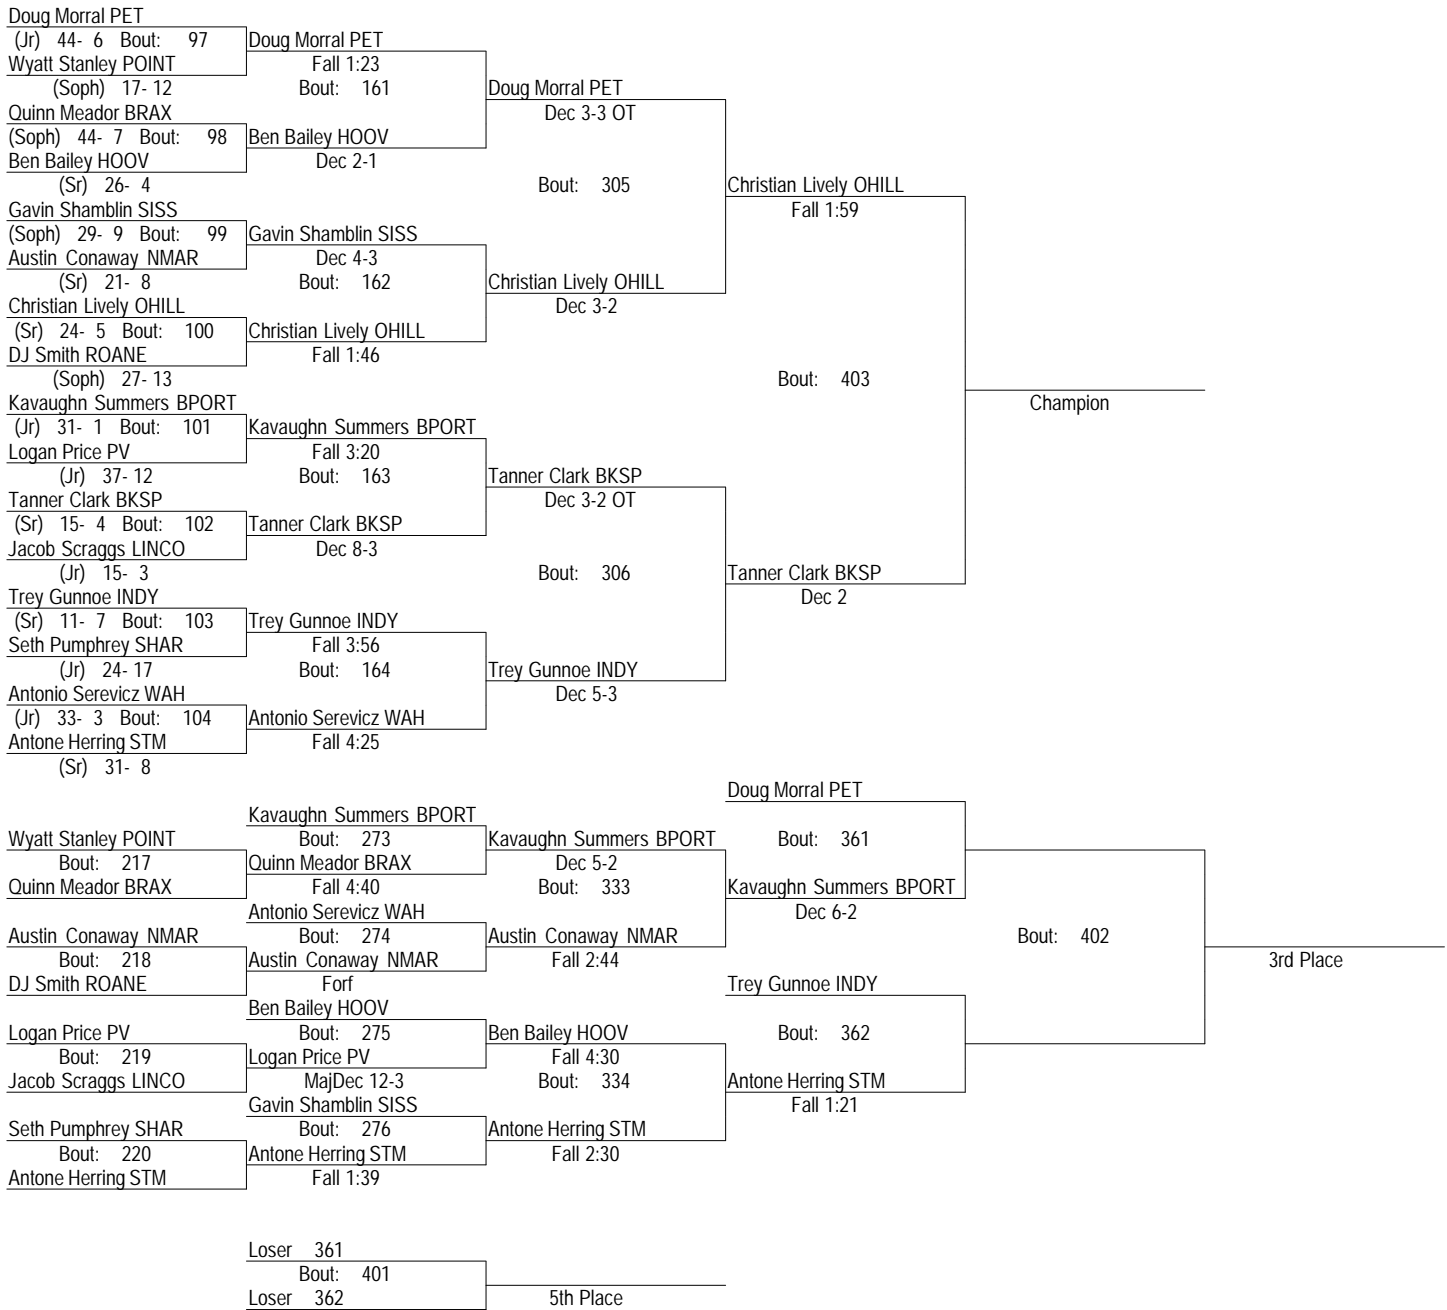 Doug Morral PET
(Jr) 44- 6 Bout: 97 Doug Morral PET
Wyatt Stanley POINT Fall 1:23
(Soph) 17- 12 Bout: 161 Doug Morral PET
Quinn Meador BRAX Dec 3-3 OT
(Soph) 44- 7 Bout: 98 Ben Bailey HOOV
Ben Bailey HOOV Dec 2-1
(Sr) 26- 4 Bout: 305 Christian Lively OHILL
Gavin Shamblin SISS Fall 1:59
(Soph) 29- 9 Bout: 99 Gavin Shamblin SISS
Austin Conaway NMAR Dec 4-3
(Sr) 21- 8 Bout: 162 Christian Lively OHILL
Christian Lively OHILL Dec 3-2
(Sr) 24- 5 Bout: 100 Christian Lively OHILL
DJ Smith ROANE Fall 1:46
(Soph) 27- 13 Bout: 403
Kavaughn Summers BPORT Champion
(Jr) 31- 1 Bout: 101 Kavaughn Summers BPORT
Logan Price PV Fall 3:20
(Jr) 37- 12 Bout: 163 Tanner Clark BKSP
Tanner Clark BKSP Dec 3-2 OT
(Sr) 15- 4 Bout: 102 Tanner Clark BKSP
Jacob Scraggs LINCO Dec 8-3
(Jr) 15- 3 Bout: 306 Tanner Clark BKSP
Trey Gunnoe INDY Dec 2
(Sr) 11- 7 Bout: 103 Trey Gunnoe INDY
Seth Pumphrey SHAR Fall 3:56
(Jr) 24- 17 Bout: 164 Trey Gunnoe INDY
Antonio Serevicz WAH Dec 5-3
(Jr) 33- 3 Bout: 104 Antonio Serevicz WAH
Antone Herring STM Fall 4:25
(Sr) 31- 8
Doug Morral PET
Kavaughn Summers BPORT
Wyatt Stanley POINT Bout: 273 Kavaughn Summers BPORT Bout: 361
Bout: 217 Quinn Meador BRAX Dec 5-2
Quinn Meador BRAX Fall 4:40 Bout: 333 Kavaughn Summers BPORT
Antonio Serevicz WAH Dec 6-2
Austin Conaway NMAR Bout: 274 Austin Conaway NMAR Bout: 402
Bout: 218 Austin Conaway NMAR Fall 2:44 3rd Place
DJ Smith ROANE Forf Trey Gunnoe INDY
Ben Bailey HOOV
Logan Price PV Bout: 275 Ben Bailey HOOV Bout: 362
Bout: 219 Logan Price PV Fall 4:30
Jacob Scraggs LINCO MajDec 12-3 Bout: 334 Antone Herring STM
Gavin Shamblin SISS Fall 1:21
Seth Pumphrey SHAR Bout: 276 Antone Herring STM
Bout: 220 Antone Herring STM Fall 2:30
Antone Herring STM Fall 1:39
Loser 361
Bout: 401
Loser 362 5th Place